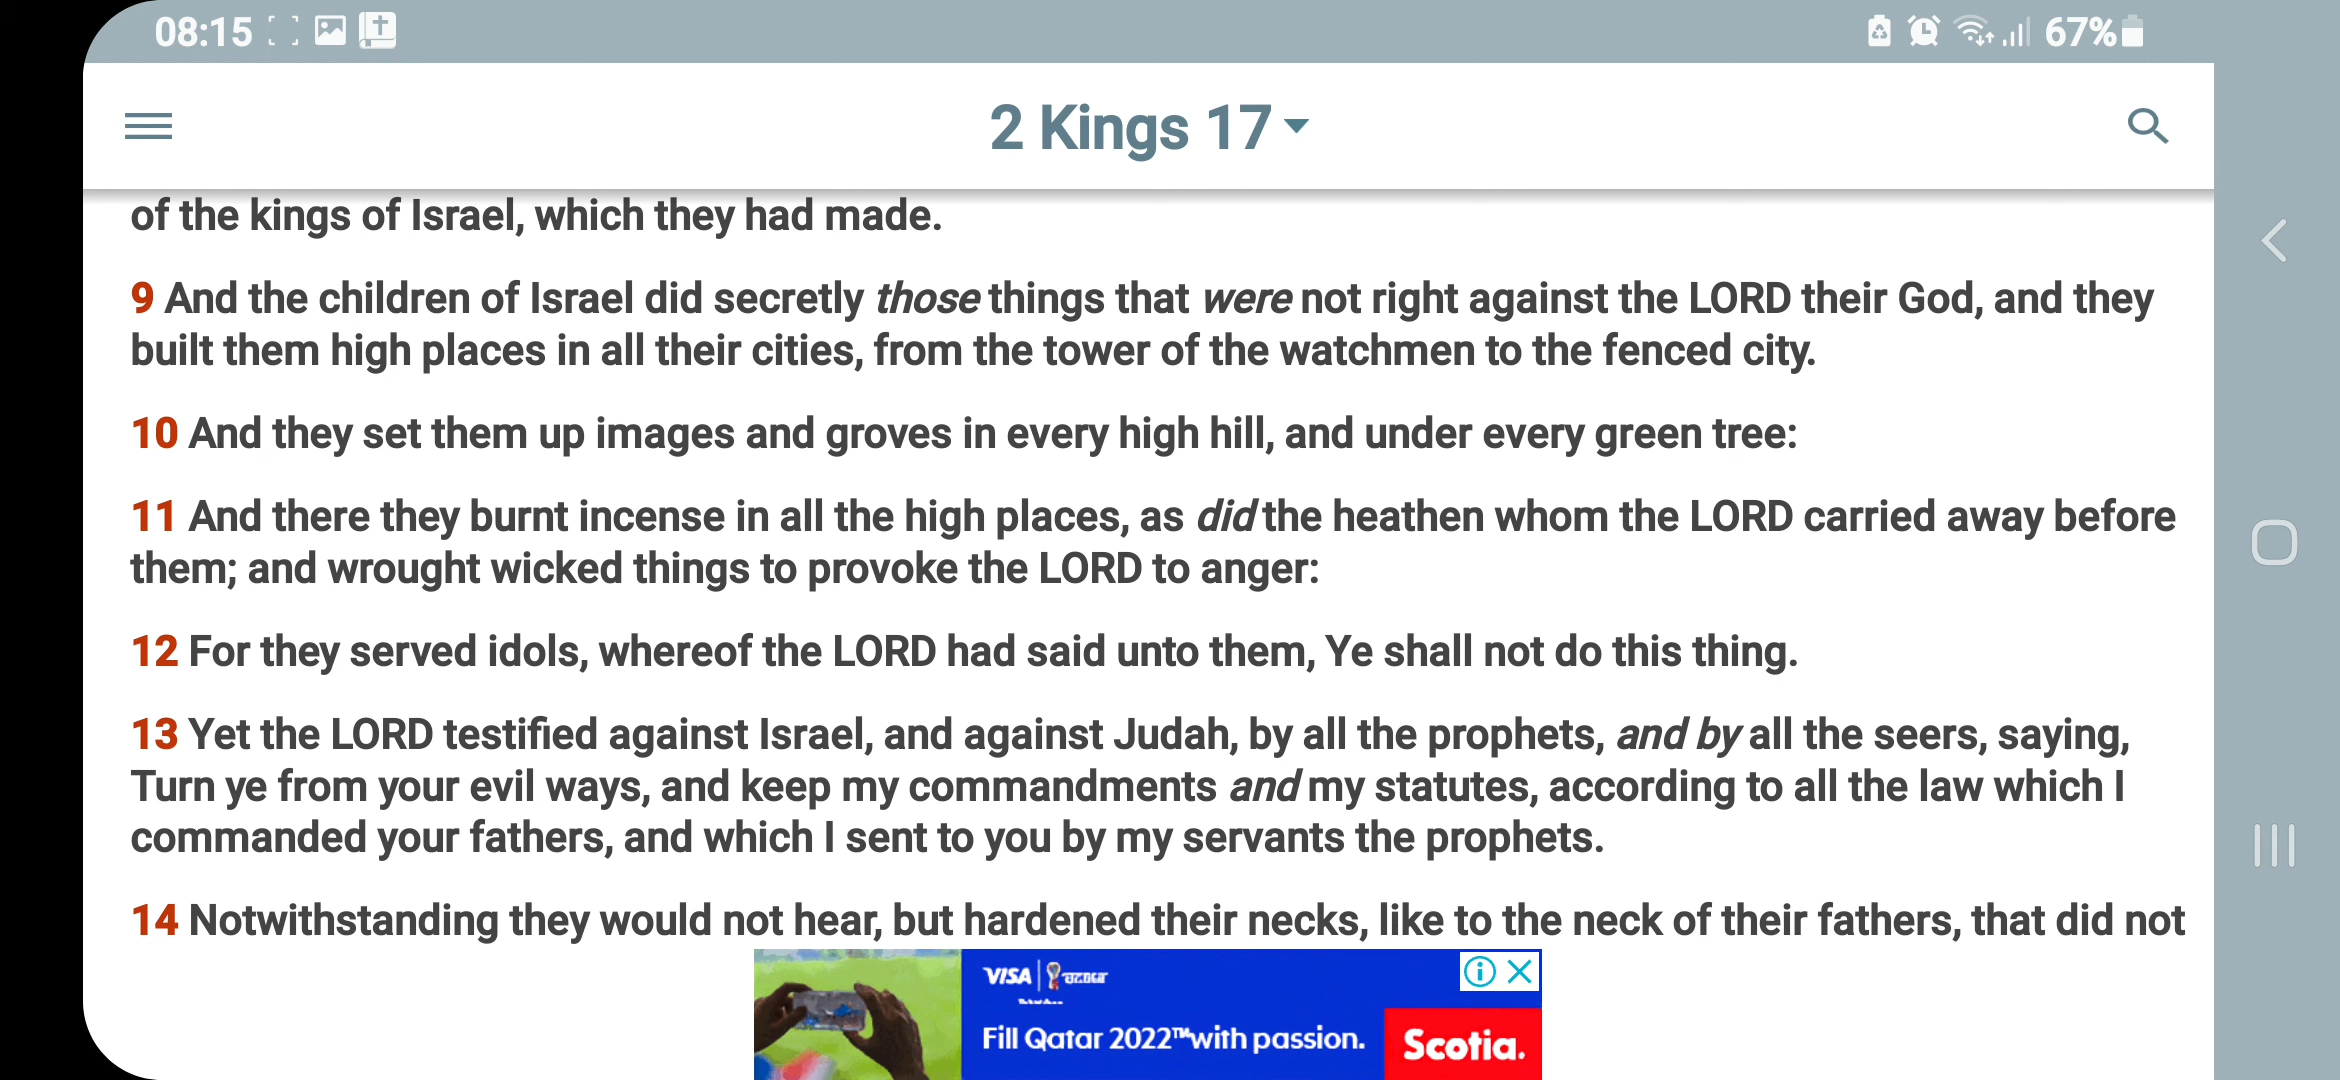 08:15
67%
2 Kings 17
of the kings of Israel, which they had made.
9 And the children of Israel did secretly those things that were not right against the LORD their God, and they
built them high places in all their cities, from the tower of the watchmen to the fenced city.
10 And they set them up images and groves in every high hill, and under every green tree:
11 And there they burnt incense in all the high places, as did the heathen whom the LORD carried away before
them; and wrought wicked things to provoke the LORD to anger:
12 For they served idols, whereof the LORD had said unto them, Ye shall not do this thing.
13 Yet the LORD testified against Israel, and against Judah, by all the prophets, and by all the seers, saying,
Turn ye from your evil ways, and keep my commandments and my statutes, according to all the law which I
commanded your fathers, and which I sent to you by my servants the prophets.
14 Notwithstanding they would not hear, but hardened their necks, like to the neck of their fathers, that did not
VISA
Fill Qatar 2022™with passion.
Scotia.